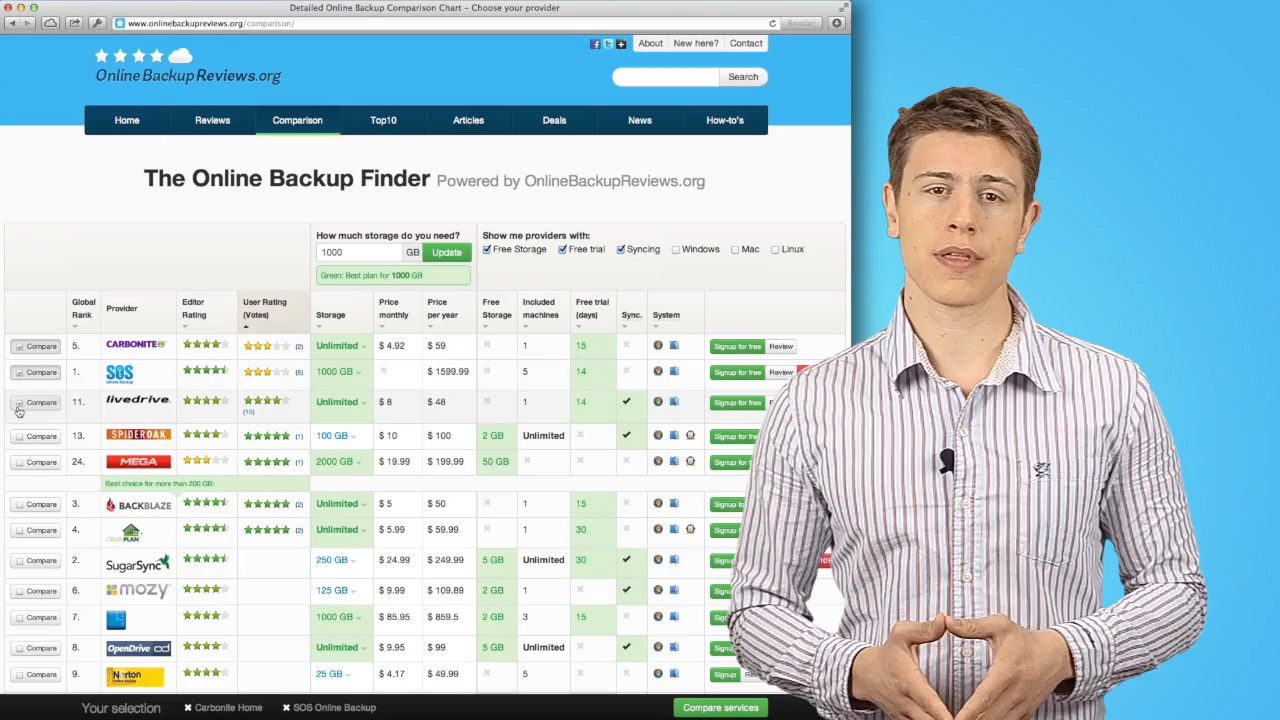 Detailed Online Backup Comparison Chart – Choose your provider
www.onlinebackupreviews.org/comparison/
Reader
About New here? Contact
OnlineBackupReviews.org
Search
Home Reviews Comparison Top10 Articles Deals News How-to's
The Online Backup Finder Powered by OnlineBackupReviews.org
How much storage do you need? Show me providers with:
1000 GB Update Free Storage Free trial Syncing Windows Mac Linux
Green: Best plan for 1000 GB
Global Rank Provider Editor Rating User Rating (Votes) Storage Price monthly Price per year Free Storage Included machines Free trial (days) Sync. System
Compare 5. CARBONITE (2) Unlimited $ 4.92 $ 59 1 15 Signup for free Review
Compare 1. SOS Online Backup (5) 1000 GB $ 1599.99 5 14 Signup for free Review
Compare 11. livedrive. (10) Unlimited $ 8 $ 48 1 14 Signup for free
Compare 13. SPIDEROAK (1) 100 GB $ 10 $ 100 2 GB Unlimited Signup for
Compare 24. MEGA (1) 2000 GB $ 19.99 $ 199.99 50 GB Signup for
Best choice for more than 200 GB:
Compare 3. BACKBLAZE (2) Unlimited $ 5 $ 50 1 15 Signup
Compare 4. CRASHPLAN (2) Unlimited $ 5.99 $ 59.99 1 30 Signup
Compare 2. SugarSync 250 GB $ 24.99 $ 249.99 5 GB Unlimited 30
Compare 6. mozy 125 GB $ 9.99 $ 109.89 2 GB 1
Compare 7. 1000 GB $ 85.95 $ 859.5 2 GB 3 15
Compare 8. OpenDrive Unlimited $ 9.95 $ 99 5 GB Unlimited
Compare 9. Norton 25 GB $ 4.17 $ 49.99 5 Signup
Your selection Carbonite Home SOS Online Backup Compare services